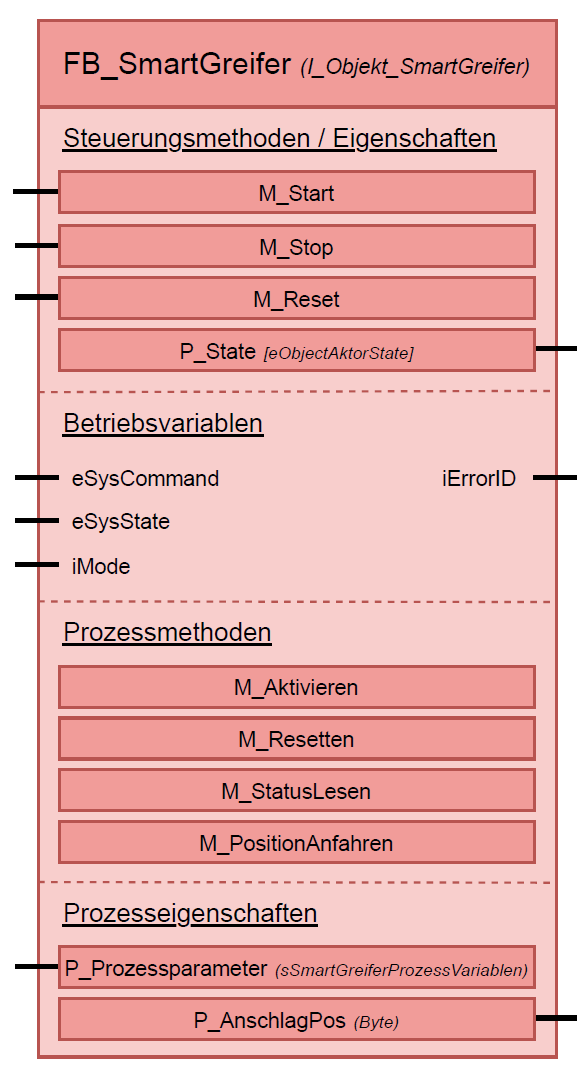 FB_SmartGreifer (I_Objekt_SmartGreifer)
Steuerungsmethoden / Eigenschaften
M_Start
M_Stop
M_Reset
P_State [eObjectAktorState]
Betriebsvariablen
eSysCommand iErrorID
eSysState
iMode
Prozessmethoden
M_Aktivieren
M_Resetten
M_StatusLesen
M_PositionAnfahren
Prozesseigenschaften
P_Prozessparameter (sSmartGreiferProzessVariablen)
P_AnschlagPos (Byte)